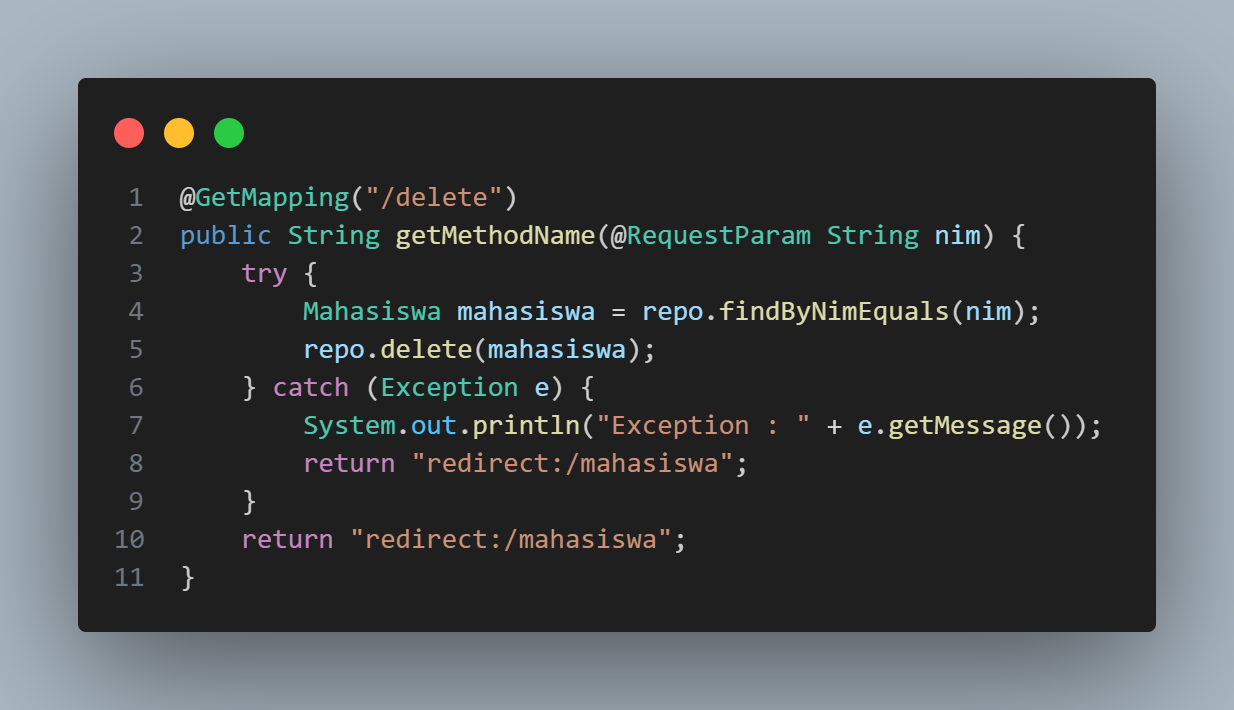 1 @GetMapping("/delete")
2 public String getMethodName(@RequestParam String nim) {
3     try {
4         Mahasiswa mahasiswa = repo.findByNimEquals(nim);
5         repo.delete(mahasiswa);
6     } catch (Exception e) {
7         System.out.println("Exception : " + e.getMessage());
8         return "redirect:/mahasiswa";
9     }
10     return "redirect:/mahasiswa";
11 }